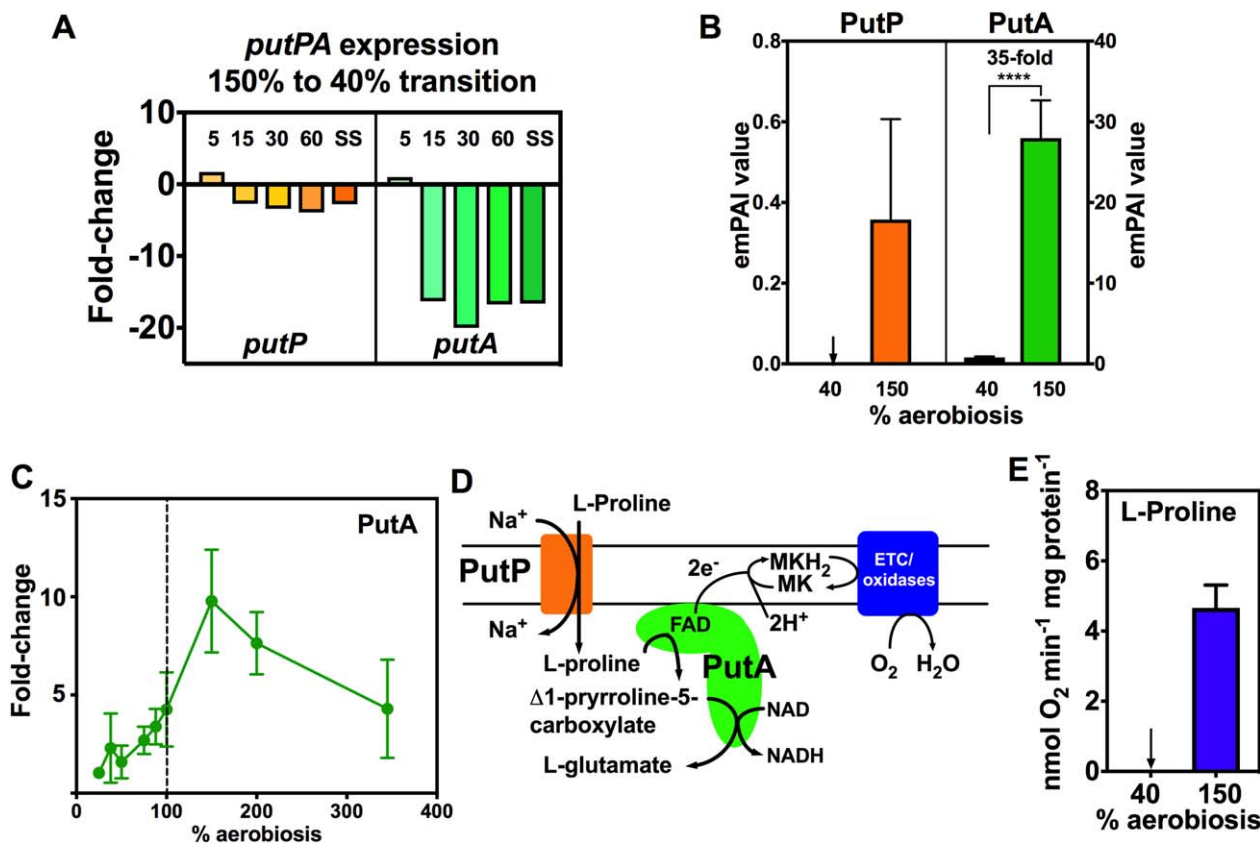 A
putPA expression
150% to 40% transition
Fold-change
10
0
-10
-20
5 15 30 60 SS
5 15 30 60 SS
putP
putA
B
PutP
PutA
35-fold
****
emPAI value
0.8
0.6
0.4
0.2
0.0
40
30
20
10
0
emPAI value
40 150 40 150
% aerobiosis
C
PutA
Fold-change
15
10
5
0 100 200 300 400
% aerobiosis
D
Na+
L-Proline
PutP
Na+
L-proline
Δ1-pryrroline-5-
carboxylate
L-glutamate
FAD
PutA
NAD
NADH
2e-
2H+
MKH2
MK
ETC/
oxidases
O2 H2O
E
L-Proline
nmol O2 min-1 mg protein-1
8
6
4
2
0
40 150
% aerobiosis